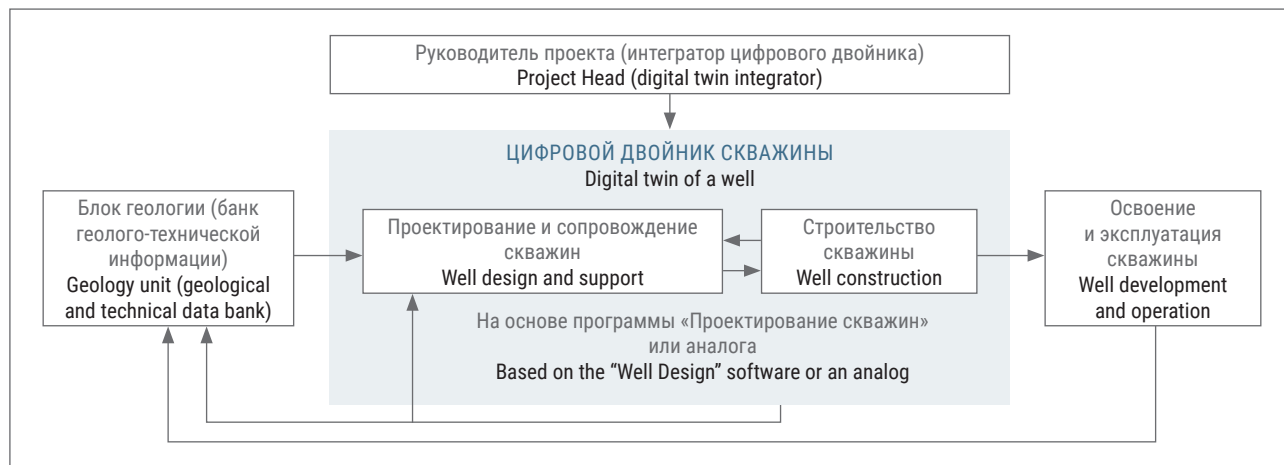 Руководитель проекта (интегратор цифрового двойника)
Project Head (digital twin integrator)
ЦИФРОВОЙ ДВОЙНИК СКВАЖИНЫ
Digital twin of a well
Блок геологии (банк
геолого-технической
информации)
Geology unit (geological
and technical data bank)
Проектирование и сопровождение
скважин
Well design and support
Строительство
скважины
Well construction
Освоение
и эксплуатация
скважины
Well development
and operation
На основе программы «Проектирование скважин»
или аналога
Based on the “Well Design” software or an analog